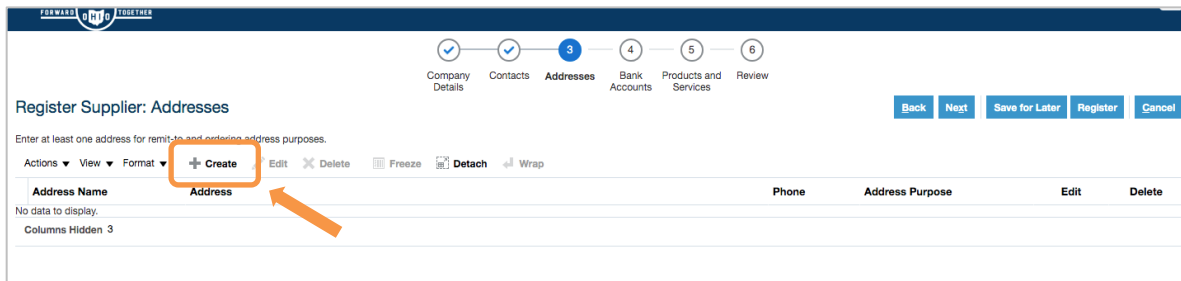 FORWARD OHIO TOGETHER
3 4 5 6
Company Details Contacts Addresses Bank Accounts Products and Services Review
Register Supplier: Addresses
Back Next Save for Later Register Cancel
Enter at least one address for remit-to and ordering address purposes.
Actions View Format Create Edit Delete Freeze Detach Wrap
Address Name Address Phone Address Purpose Edit Delete
No data to display.
Columns Hidden 3